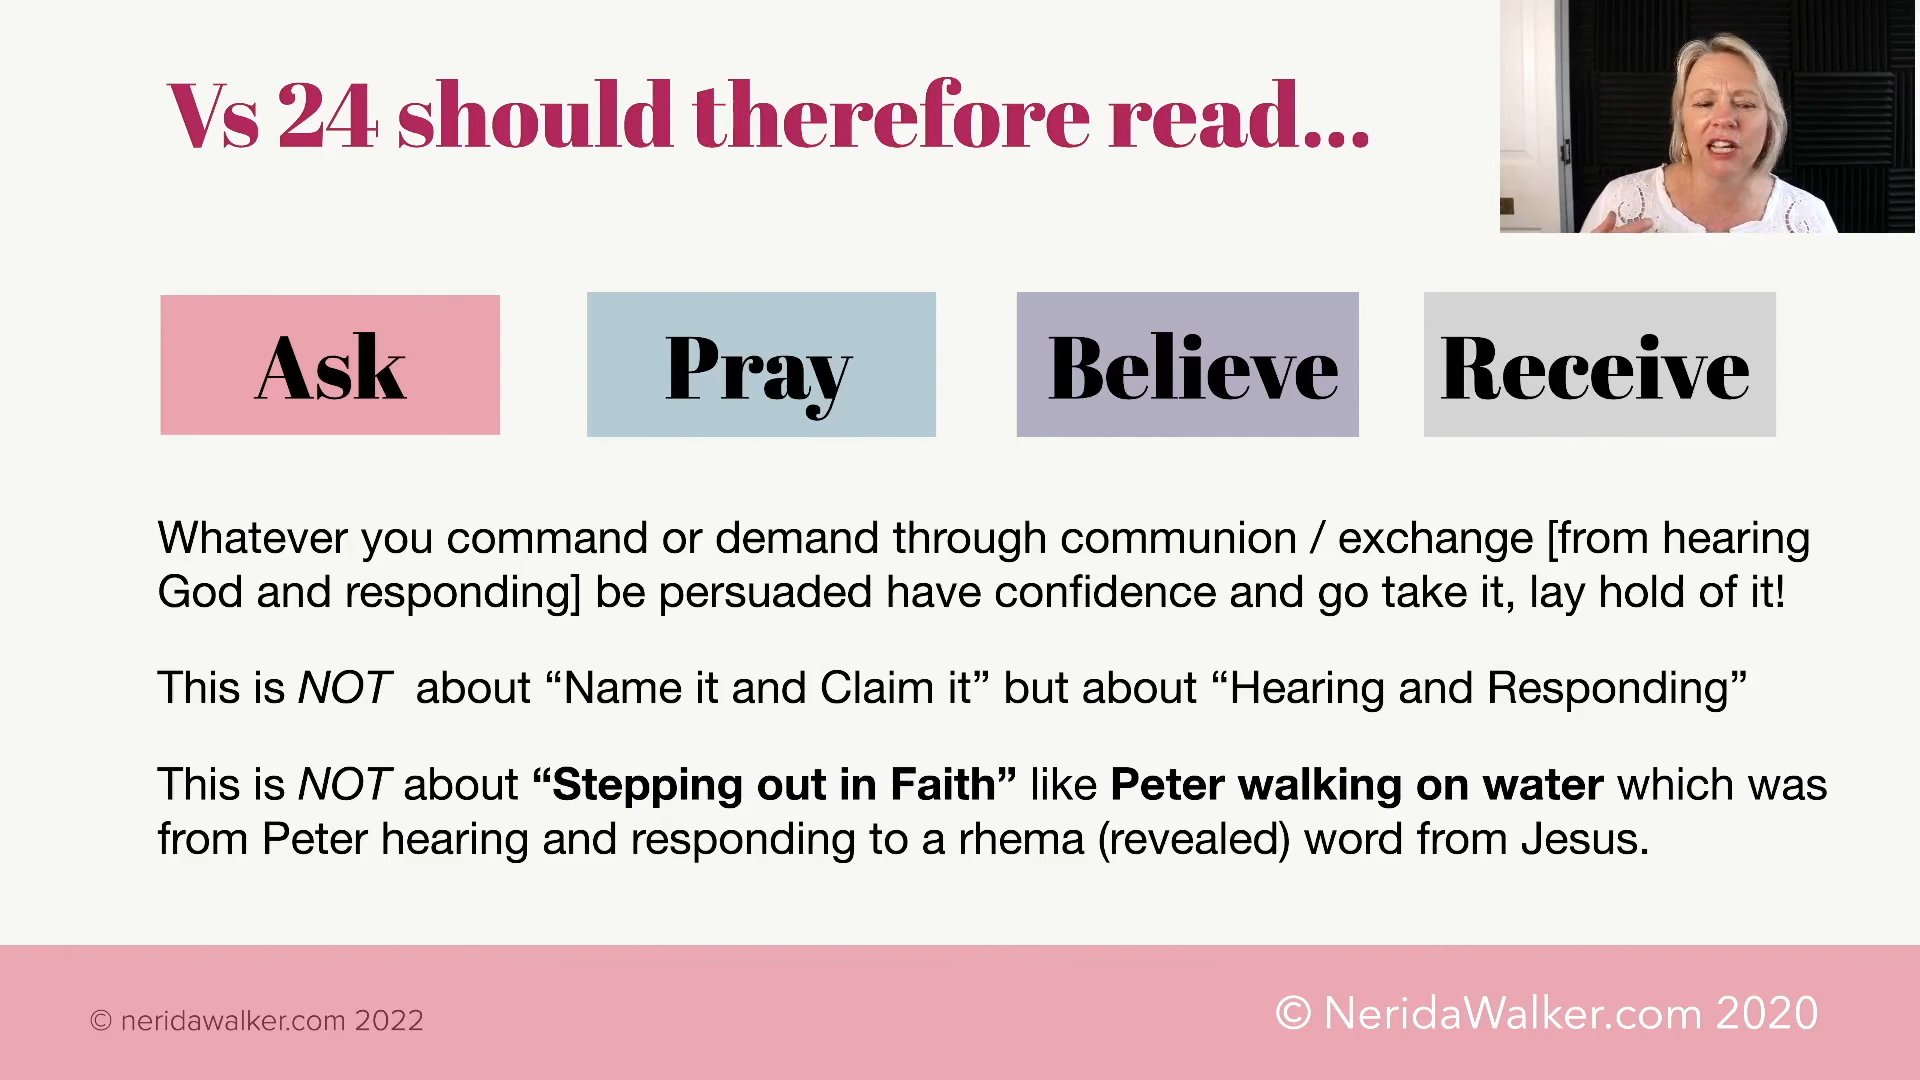 Vs 24 should therefore read...
Ask
Pray
Believe
Receive
Whatever you command or demand through communion / exchange [from hearing
God and responding] be persuaded have confidence and go take it, lay hold of it!
This is NOT about “Name it and Claim it” but about “Hearing and Responding”
This is NOT about “Stepping out in Faith” like Peter walking on water which was
from Peter hearing and responding to a rhema (revealed) word from Jesus.
© neridawalker.com 2022
© NeridaWalker.com 2020